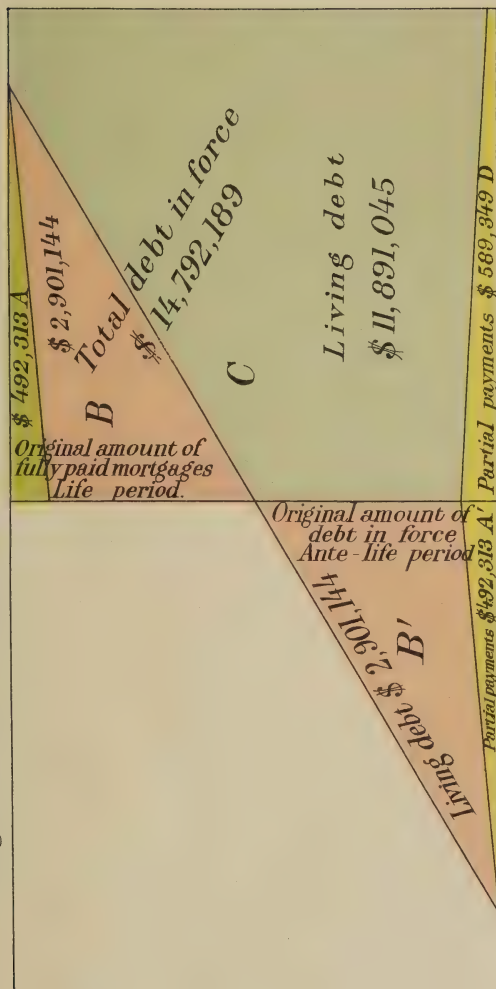 $ 492,313 A
$ 2,901,144
B
Total debt in force
$ 14,792,189
Original amount of
fully paid mortgages
Life period.
C
Living debt
$ 11,891,045
Partial payments $ 589,349 D
Original amount of
debt in force
Ante-life period
Living debt $ 2,901,144
B'
Partial payments $492,313 A'